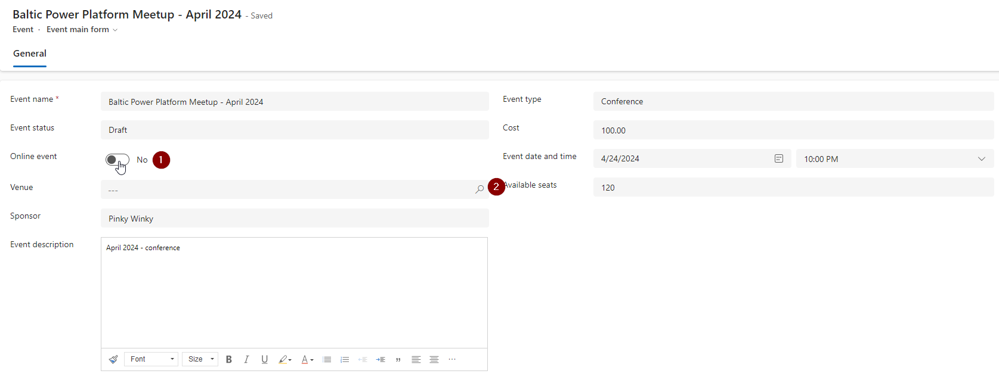 Baltic Power Platform Meetup - April 2024 - Saved
Event · Event main form
General
Event name *
Baltic Power Platform Meetup - April 2024
Event type
Conference
Event status
Draft
Cost
100.00
Online event
No
1
Event date and time
4/24/2024
10:00 PM
Venue
---
2
Available seats
120
Sponsor
Pinky Winky
Event description
April 2024 - conference
Font
Size
B I U A ” ...